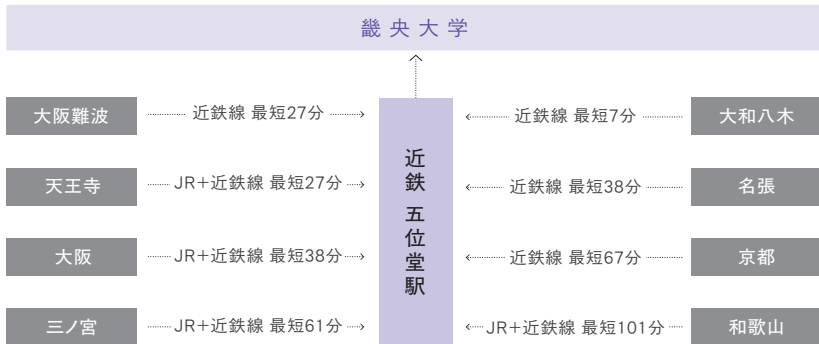 畿央大学
大阪難波
近鉄線 最短27分
近鉄線 最短7分
大和八木
天王寺
JR+近鉄線 最短27分
近鉄線 最短38分
名張
大阪
JR+近鉄線 最短38分
近鉄線 最短67分
京都
三ノ宮
JR+近鉄線 最短61分
JR+近鉄線 最短101分
和歌山
近鉄 五位堂駅